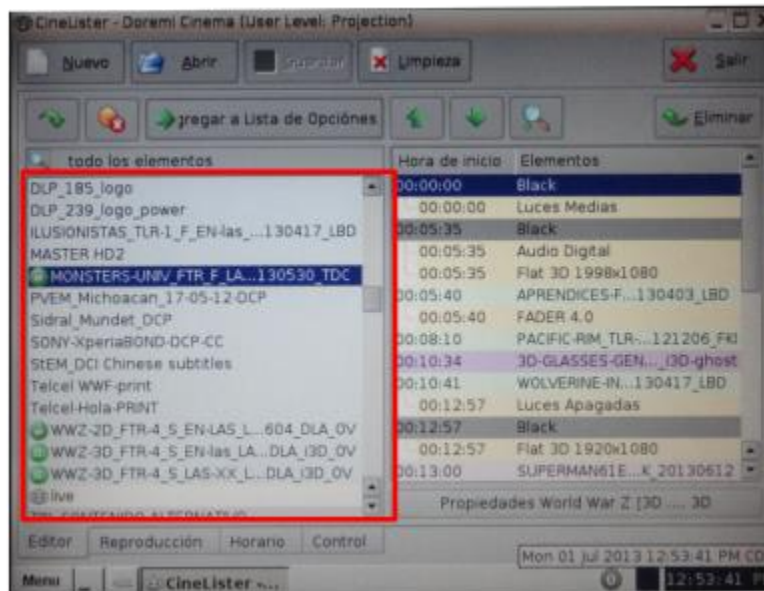 CineLister - Doremi Cinema (User Level: Projection)
Nuevo
Abrir
Guardar
Limpieza
Salir
gregar a Lista de Opciónes
Eliminar
todo los elementos
DLP_185_logo
DLP_239_logo_power
ILUSIONISTAS_TLR-1_F_EN-las_...130417_LBD
MASTER HD2
MONSTERS-UNIV_FTR_F_LA...130530_TDC
PVEM_Michoacan_17-05-12-DCP
Sidral_Mundet_DCP
SONY-XperiaBOND-DCP-CC
StEM_DCI Chinese subtitles
Telcel WWF-print
Telcel-Hola-PRINT
WWZ-2D_FTR-4_S_EN-LAS_L...604_DLA_OV
WWZ-3D_FTR-4_S_EN-las_LA...DLA_i3D_OV
WWZ-3D_FTR-4_S_LAS-XX_L...DLA_i3D_OV
live
Hora de inicio Elementos
00:00:00 Black
00:00:00 Luces Medias
00:05:35 Black
00:05:35 Audio Digital
00:05:35 Flat 3D 1998x1080
00:05:40 APRENDICES-F...130403_LBD
00:05:40 FADER 4.0
00:08:10 PACIFIC-RIM_TLR-...121206_FKI
00:10:34 3D-GLASSES-GEN..._i3D-ghost
00:10:41 WOLVERINE-IN...130417_LBD
00:12:57 Luces Apagadas
00:12:57 Black
00:12:57 Flat 3D 1920x1080
00:13:00 SUPERMAN61E...K_20130612
Propiedades World War Z [3D .... 3D
Editor Reproducción Horario Control
Mon 01 Jul 2013 12:53:41 PM CD
Menu
CineLister -...
12:53:41 P